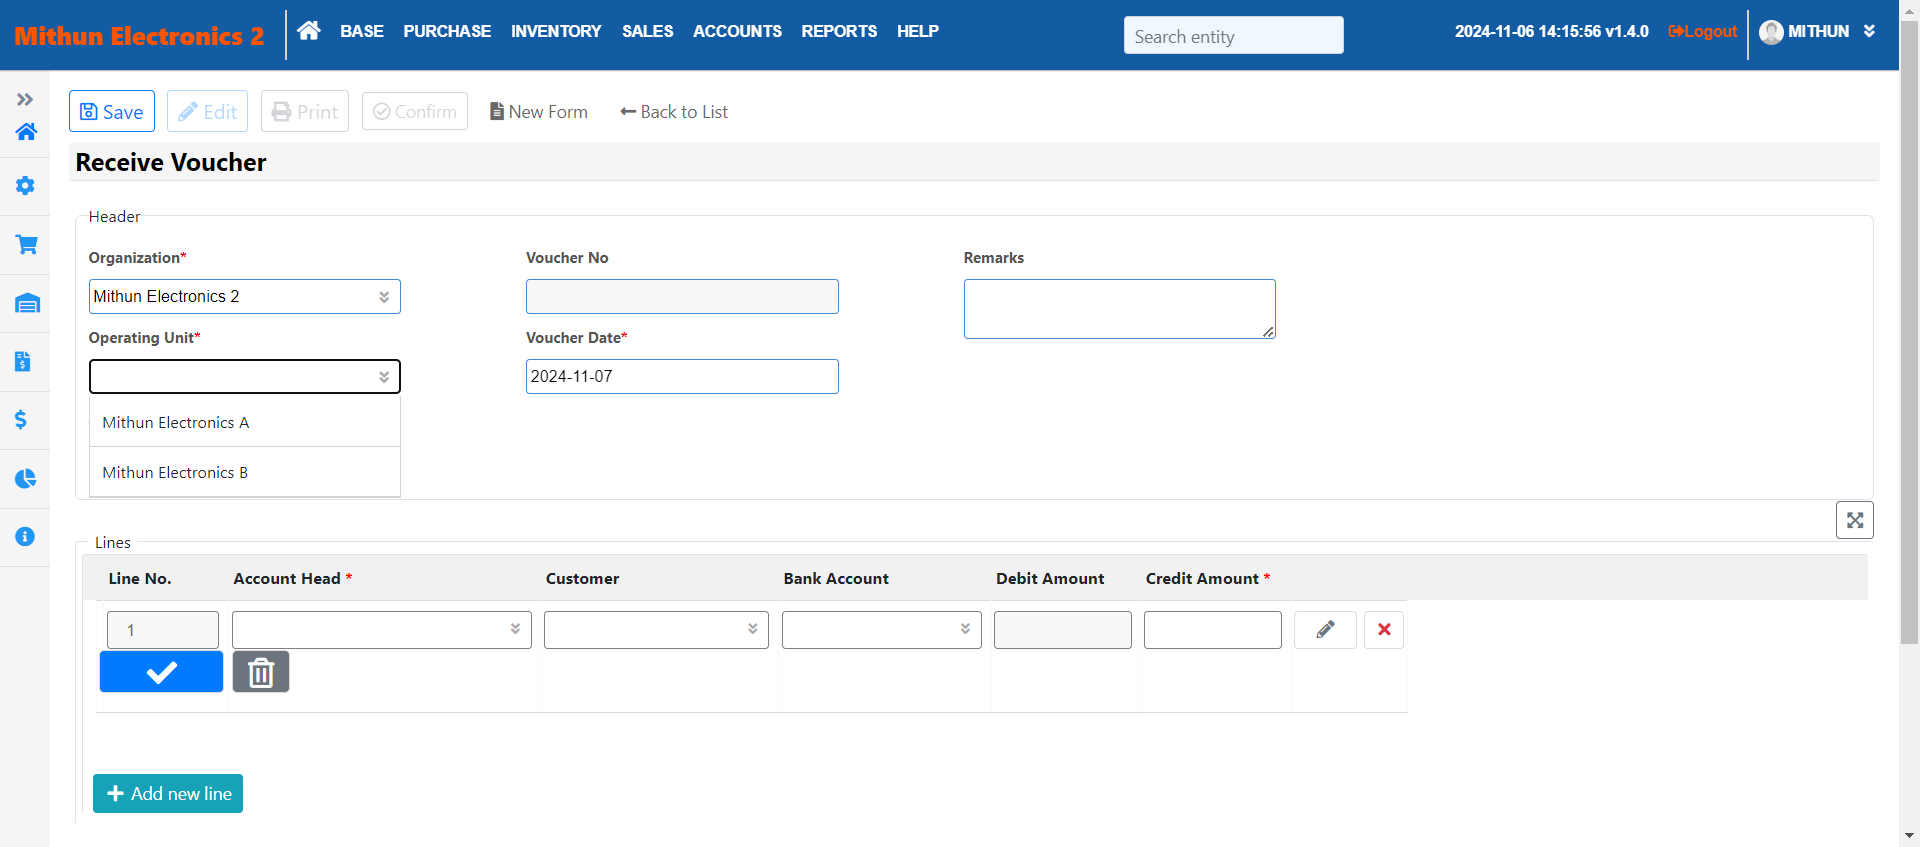 Mithun Electronics 2 BASE PURCHASE INVENTORY SALES ACCOUNTS REPORTS HELP Search entity 2024-11-06 14:15:56 v1.4.0 Logout MITHUN
Save Edit Print Confirm New Form Back to List
Receive Voucher
Header
Organization* Voucher No Remarks
Mithun Electronics 2
Operating Unit* Voucher Date*
2024-11-07
Mithun Electronics A
Mithun Electronics B
Lines
Line No. Account Head * Customer Bank Account Debit Amount Credit Amount *
1
Add new line